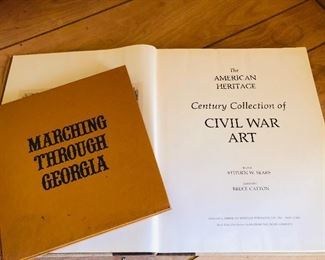 MARCHING
THROUGH
GEORGIA
The
AMERICAN
HERITAGE
Century Collection of
CIVIL WAR
ART
STEPHEN W. SEARS
BRUCE CATTON